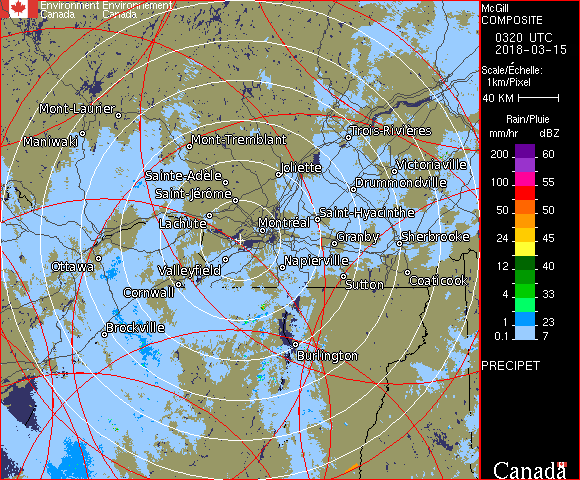 Environment Environnement
Canada Canada
Mont-Laurier
Maniwaki
Mont-Tremblant
Trois-Rivières
Joliette
Victoriaville
Sainte-Adèle
Drummondville
Saint-Jérôme
Lachute
Saint-Hyacinthe
Montréal
Granby
Sherbrooke
Ottawa
Valleyfield
Napierville
Cornwall
Sutton
Coaticook
Brockville
Burlington
McGill
COMPOSITE
0320 UTC
2018-03-15
Scale/Échelle:
1km/Pixel
40 KM
Rain/Pluie
mm/hr dBZ
200 60
100 55
50 50
24 45
12 40
4 33
1 23
0.1 7
PRECIPET
Canada